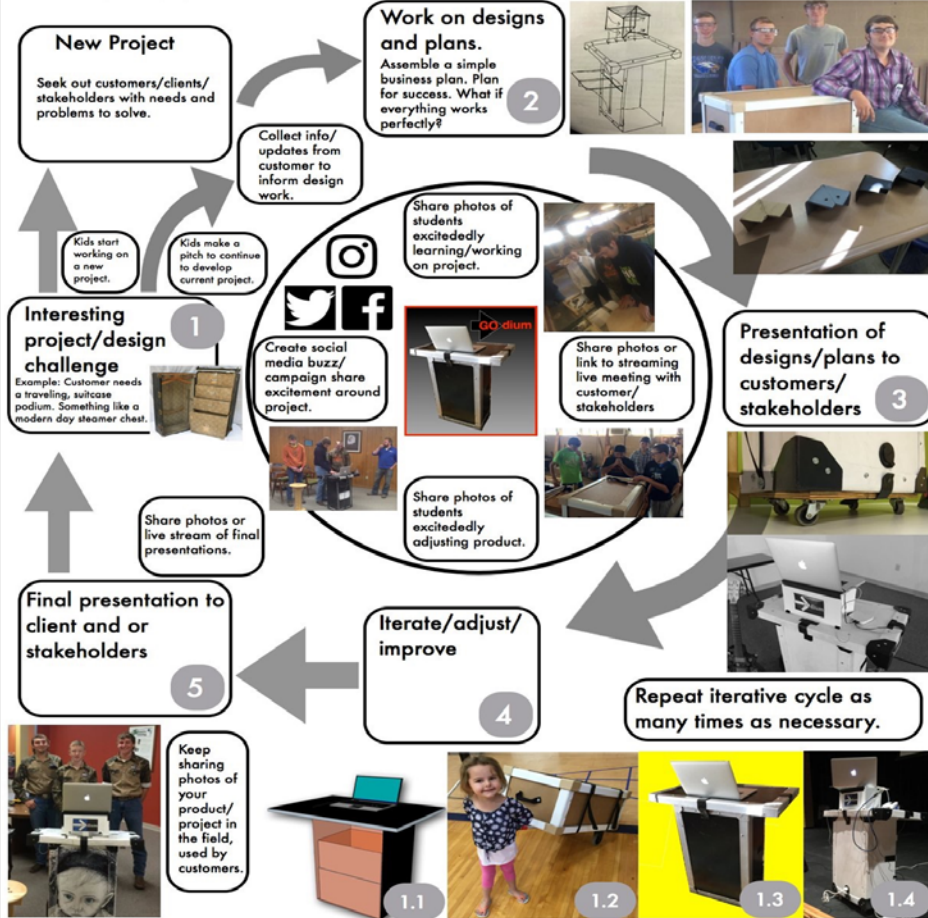 New Project
Seek out customers/clients/
stakeholders with needs and
problems to solve.
Work on designs
and plans.
Assemble a simple
business plan. Plan
for success. What if
everything works
perfectly?
2
Collect info/
updates from
customer to
inform design
work.
Kids start
working on
a new
project.
Kids make a
pitch to continue
to develop
current project.
Interesting
project/design
challenge
1
Example: Customer needs
a traveling, suitcase
podium. Something like a
modern day steamer chest.
Share photos of
students
excitededly
learning/working
on project.
Create social
media buzz/
campaign share
excitement around
project.
GO·dium
Share photos or
link to streaming
live meeting with
customer/
stakeholders
Share photos of
students
excitededly
adjusting product.
Presentation of
designs/plans to
customers/
stakeholders
3
Share photos or
live stream of final
presentations.
Final presentation to
client and or
stakeholders
5
Iterate/adjust/
improve
4
Repeat iterative cycle as
many times as necessary.
Keep
sharing
photos of
your
product/
project in
the field,
used by
customers.
1.1
1.2
1.3
1.4